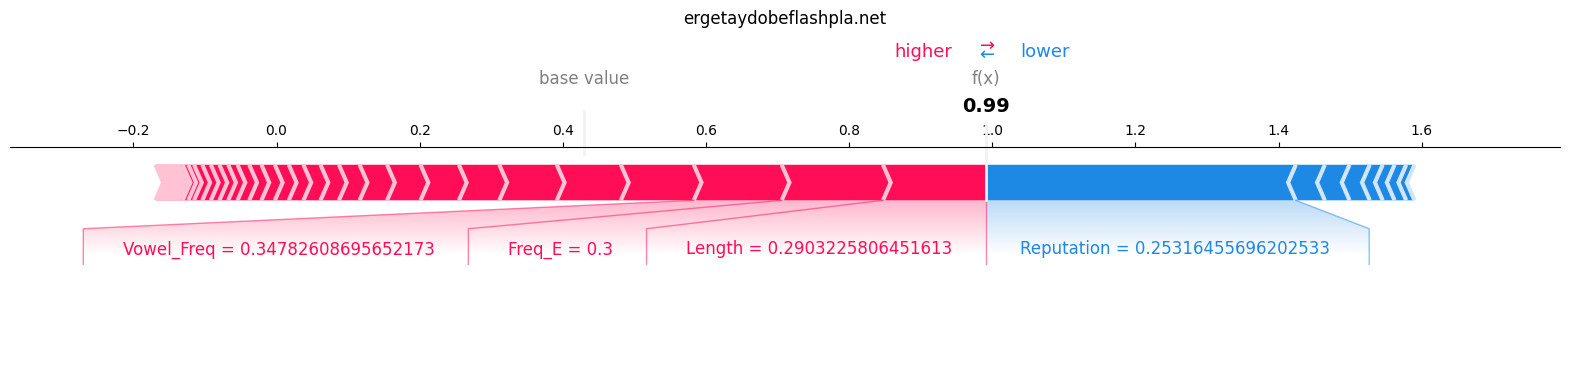 ergetaydobeflashpla.net
higher ⇄ lower
base value f(x)
0.99
−0.2 0.0 0.2 0.4 0.6 0.8 1.0 1.2 1.4 1.6
Vowel_Freq = 0.34782608695652173 Freq_E = 0.3 Length = 0.2903225806451613 Reputation = 0.25316455696202533